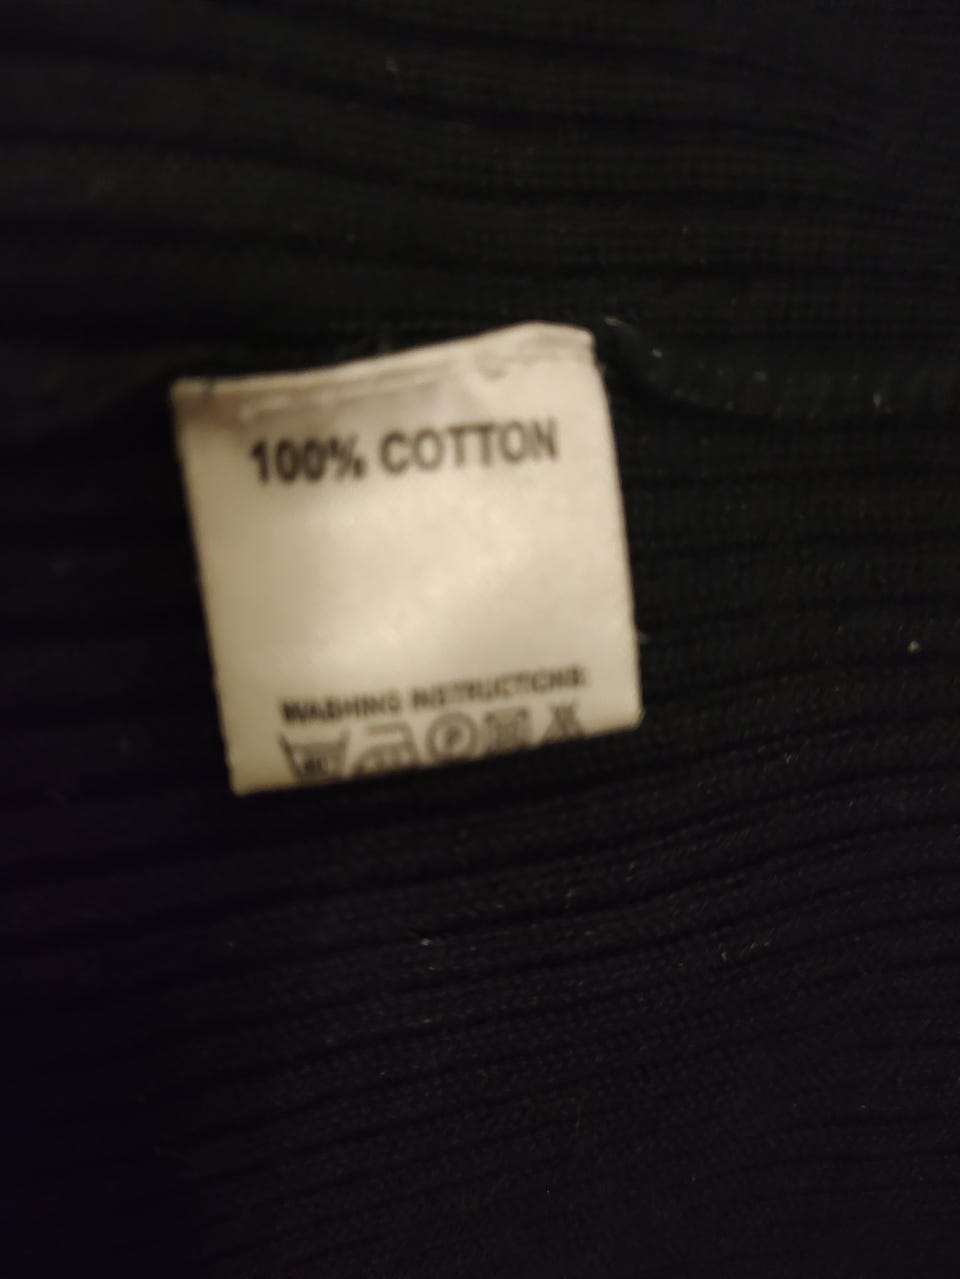 100% COTTON
WASHING INSTRUCTIONS:
P